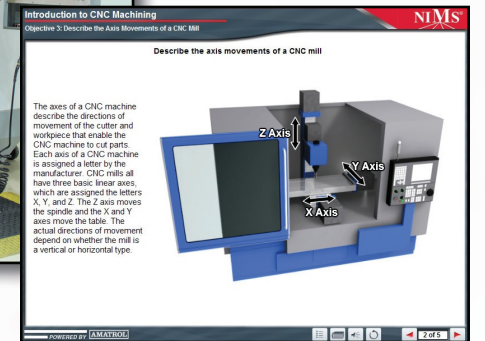 Introduction to CNC Machining
NIMS
Objective 3: Describe the Axis Movements of a CNC Mill
Describe the axis movements of a CNC mill
The axes of a CNC machine
describe the directions of
movement of the cutter and
workpiece that enable the
CNC machine to cut parts.
Each axis of a CNC machine
is assigned a letter by the
manufacturer. CNC mills all
have three basic linear axes,
which are assigned the letters
X, Y, and Z. The Z axis moves
the spindle and the X and Y
axes move the table. The
actual directions of movement
depend on whether the mill is
a vertical or horizontal type.
Z Axis
Y Axis
X Axis
POWERED BY AMATROL
2 of 5